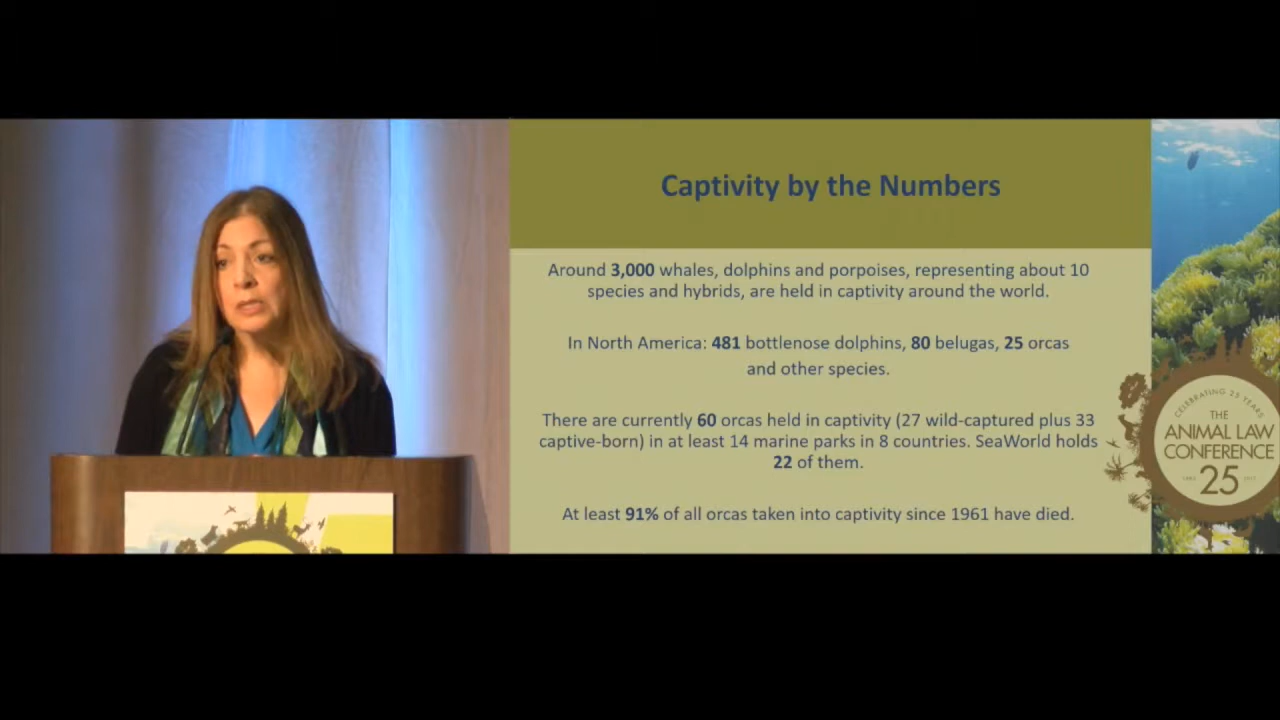 Captivity by the Numbers
Around 3,000 whales, dolphins and porpoises, representing about 10
species and hybrids, are held in captivity around the world.
In North America: 481 bottlenose dolphins, 80 belugas, 25 orcas
and other species.
There are currently 60 orcas held in captivity (27 wild-captured plus 33
captive-born) in at least 14 marine parks in 8 countries. SeaWorld holds
22 of them.
At least 91% of all orcas taken into captivity since 1961 have died.
CELEBRATING 25 YEARS
THE
ANIMAL LAW
CONFERENCE
25